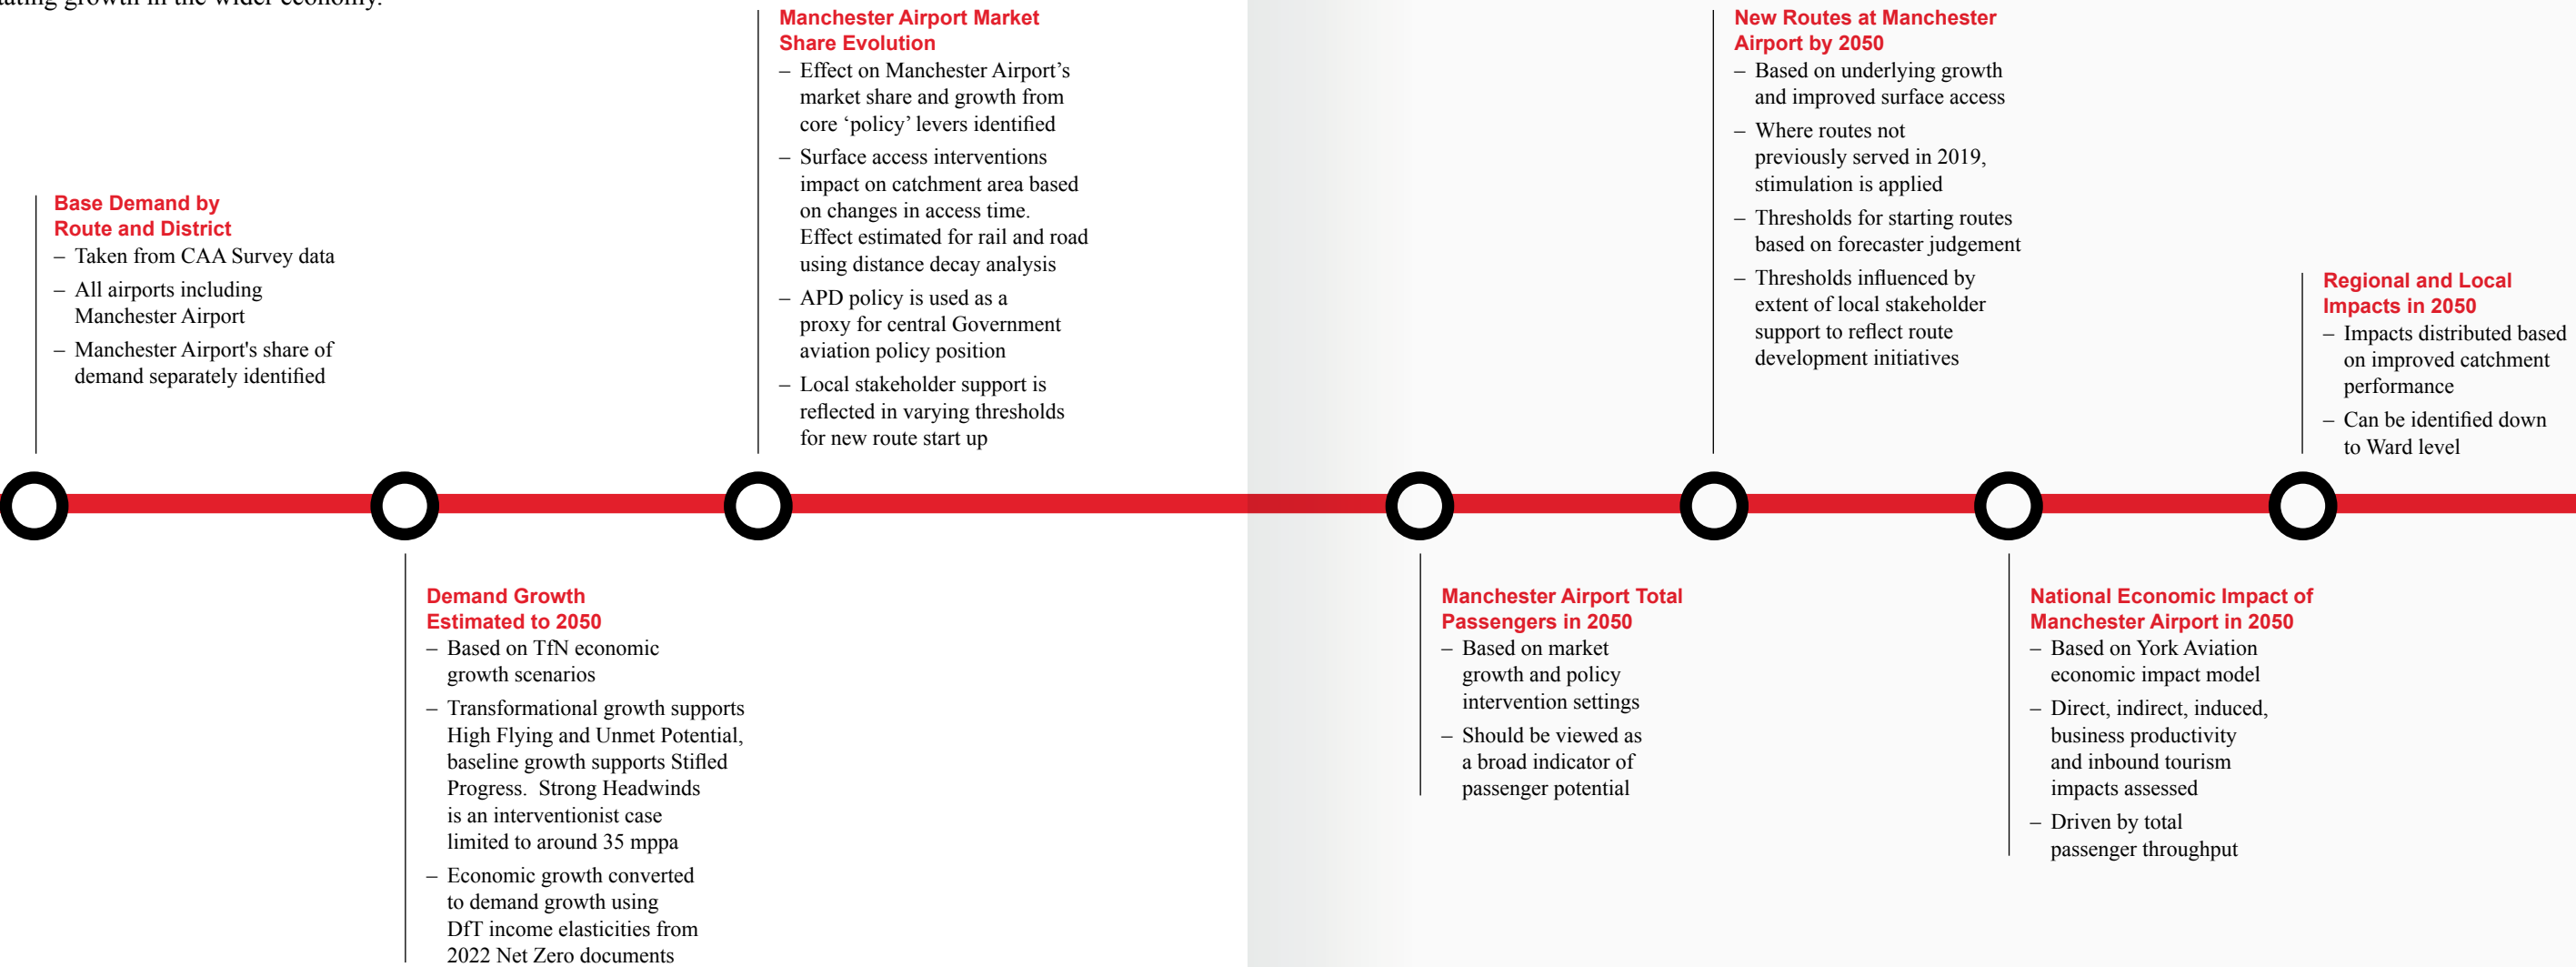 tating growth in the wider economy.
Base Demand by
Route and District
– Taken from CAA Survey data
– All airports including
Manchester Airport
– Manchester Airport's share of
demand separately identified
Demand Growth
Estimated to 2050
– Based on TfN economic
growth scenarios
– Transformational growth supports
High Flying and Unmet Potential,
baseline growth supports Stifled
Progress.  Strong Headwinds
is an interventionist case
limited to around 35 mppa
– Economic growth converted
to demand growth using
DfT income elasticities from
2022 Net Zero documents
Manchester Airport Market
Share Evolution
– Effect on Manchester Airport’s
market share and growth from
core ‘policy’ levers identified
– Surface access interventions
impact on catchment area based
on changes in access time.
Effect estimated for rail and road
using distance decay analysis
– APD policy is used as a
proxy for central Government
aviation policy position
– Local stakeholder support is
reflected in varying thresholds
for new route start up
Manchester Airport Total
Passengers in 2050
– Based on market
growth and policy
intervention settings
– Should be viewed as
a broad indicator of
passenger potential
New Routes at Manchester
Airport by 2050
– Based on underlying growth
and improved surface access
– Where routes not
previously served in 2019,
stimulation is applied
– Thresholds for starting routes
based on forecaster judgement
– Thresholds influenced by
extent of local stakeholder
support to reflect route
development initiatives
National Economic Impact of
Manchester Airport in 2050
– Based on York Aviation
economic impact model
– Direct, indirect, induced,
business productivity
and inbound tourism
impacts assessed
– Driven by total
passenger throughput
Regional and Local
Impacts in 2050
– Impacts distributed based
on improved catchment
performance
– Can be identified down
to Ward level